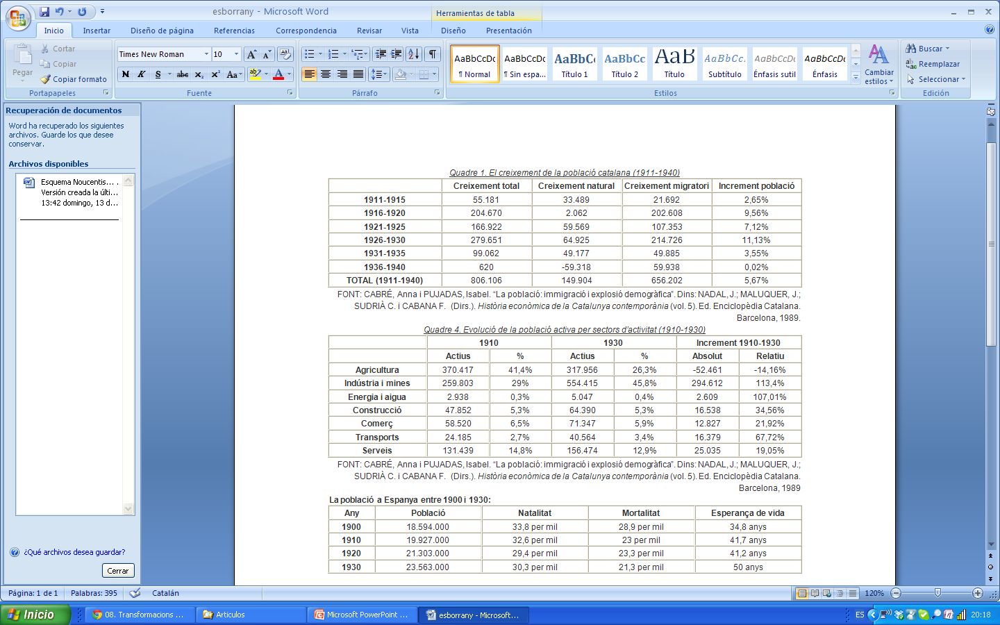 esborrany - Microsoft Word
Herramientas de tabla
Inicio Insertar Diseño de página Referencias Correspondencia Revisar Vista Diseño Presentación
Pegar
Cortar
Copiar
Copiar formato
Portapapeles
Times New Roman 10
N K S abc x₂ x² Aa
Fuente
Párrafo
AaBbCcDc AaBbCcDc AaBbCc AaBbCc AaB AaBbCc. AaBbCcDc AaBbCcDc
¶ Normal ¶ Sin espa... Título 1 Título 2 Título Subtítulo Énfasis sutil Énfasis
Cambiar estilos
Estilos
Buscar
Reemplazar
Seleccionar
Edición
Recuperación de documentos
Word ha recuperado los siguientes
archivos. Guarde los que desee
conservar.
Archivos disponibles
Esquema Noucentis... .
Versión creada la últi...
13:42 domingo, 13 d...
¿Qué archivos desea guardar?
Cerrar
Quadre 1. El creixement de la població catalana (1911-1940)
Creixement total Creixement natural Creixement migratori Increment població
1911-1915 55.181 33.489 21.692 2,65%
1916-1920 204.670 2.062 202.608 9,56%
1921-1925 166.922 59.569 107.353 7,12%
1926-1930 279.651 64.925 214.726 11,13%
1931-1935 99.062 49.177 49.885 3,55%
1936-1940 620 -59.318 59.938 0,02%
TOTAL (1911-1940) 806.106 149.904 656.202 5,67%
FONT: CABRÉ, Anna i PUJADAS, Isabel. “La població: immigració i explosió demogràfica”. Dins: NADAL, J.; MALUQUER, J.;
SUDRIÀ C. i CABANA F. (Dirs.). Història econòmica de la Catalunya contemporània (vol. 5). Ed. Enciclopèdia Catalana.
Barcelona, 1989.
Quadre 4. Evolució de la població activa per sectors d’activitat (1910-1930)
1910 1930 Increment 1910-1930
Actius % Actius % Absolut Relatiu
Agricultura 370.417 41,4% 317.956 26,3% -52.461 -14,16%
Indústria i mines 259.803 29% 554.415 45,8% 294.612 113,4%
Energia i aigua 2.938 0,3% 5.047 0,4% 2.609 107,01%
Construcció 47.852 5,3% 64.390 5,3% 16.538 34,56%
Comerç 58.520 6,5% 71.347 5,9% 12.827 21,92%
Transports 24.185 2,7% 40.564 3,4% 16.379 67,72%
Serveis 131.439 14,8% 156.474 12,9% 25.035 19,05%
FONT: CABRÉ, Anna i PUJADAS, Isabel. “La població: immigració i explosió demogràfica”. Dins: NADAL, J.; MALUQUER, J.;
SUDRIÀ C. i CABANA F. (Dirs.). Història econòmica de la Catalunya contemporània (vol. 5). Ed. Enciclopèdia Catalana.
Barcelona, 1989
La població a Espanya entre 1900 i 1930:
Any Població Natalitat Mortalitat Esperança de vida
1900 18.594.000 33,8 per mil 28,9 per mil 34,8 anys
1910 19.927.000 32,6 per mil 23 per mil 41,7 anys
1920 21.303.000 29,4 per mil 23,3 per mil 41,2 anys
1930 23.563.000 30,3 per mil 21,3 per mil 50 anys
Página: 1 de 1 Palabras: 395 Catalán 120%
Inicio 08. Transformacions ... Articulos Microsoft PowerPoint ... esborrany - Microsoft... ES 20:18